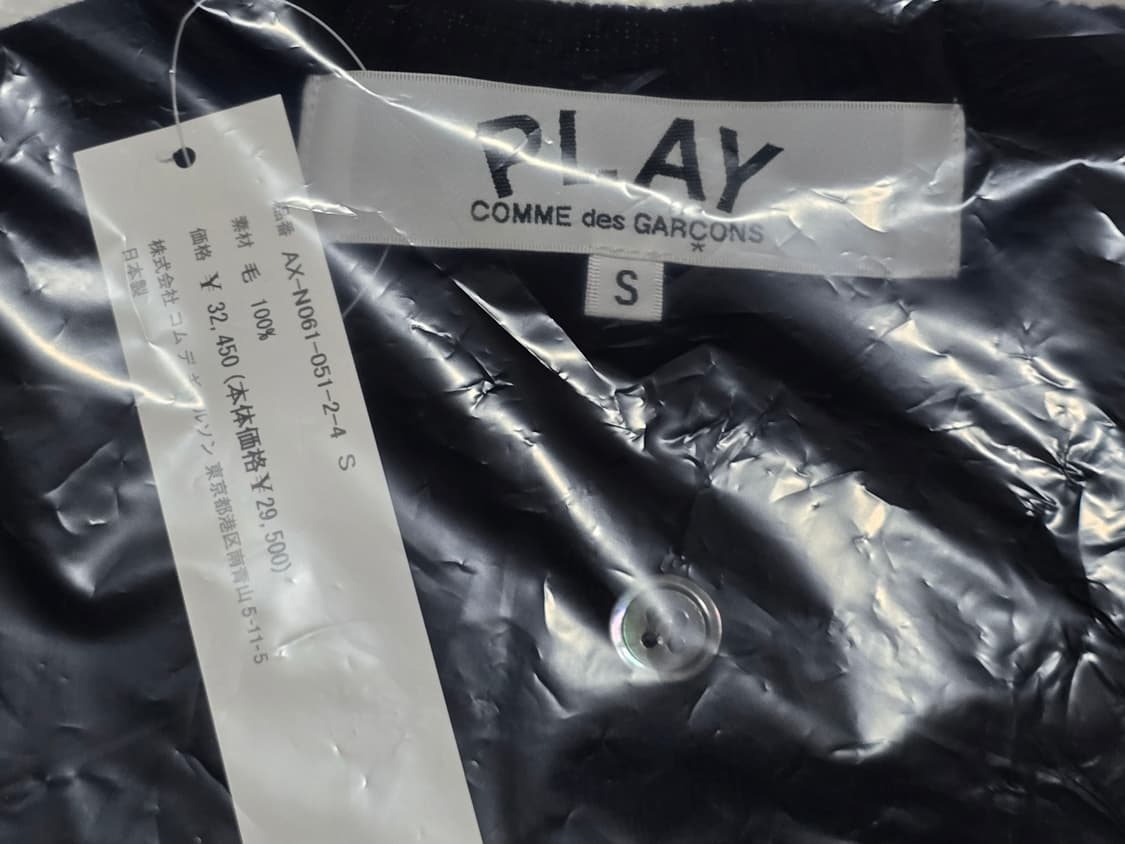 PLAY
COMME des GARÇONS
S
品番 AX-N061-051-2-4 S
素材 毛 100%
価格 ¥ 32,450 (本体価格¥29,500)
株式会社 コム デ ギャルソン 東京都港区南青山 5-11-5
日本製